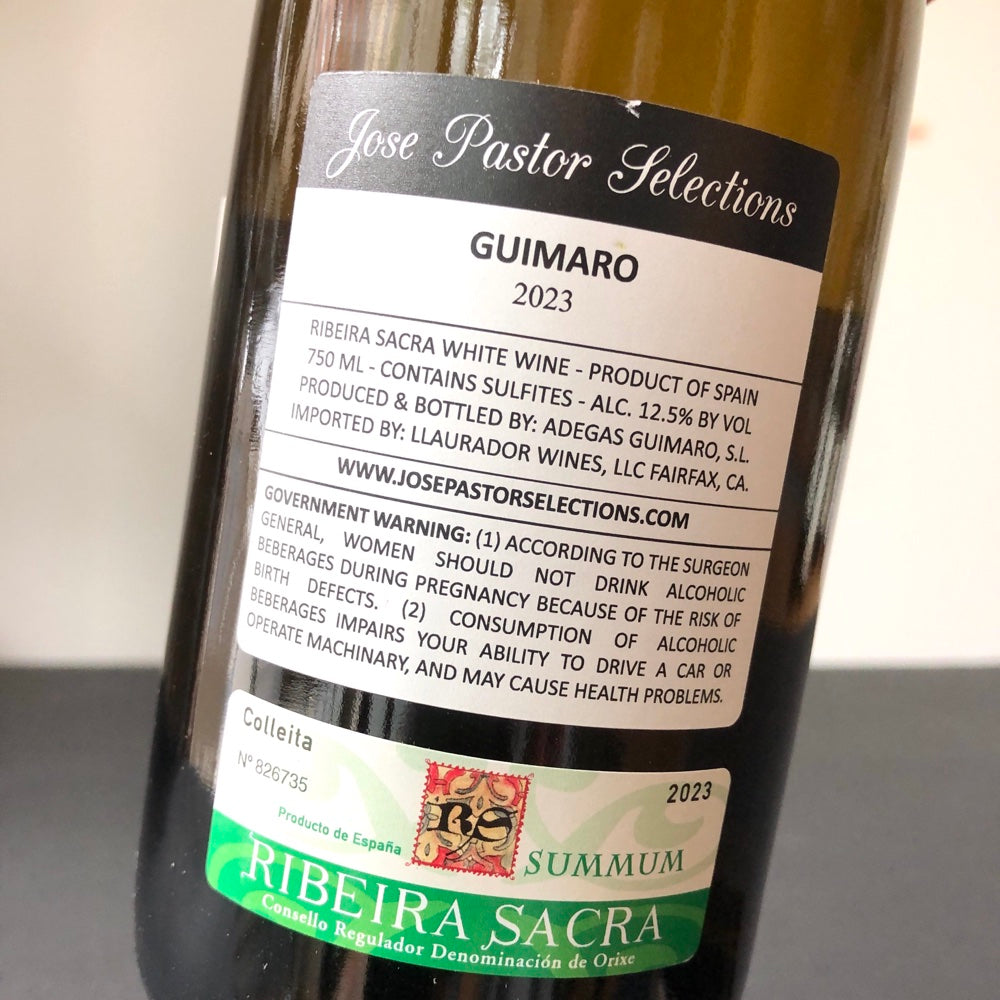 Jose Pastor Selections
GUIMARO
2023
RIBEIRA SACRA WHITE WINE - PRODUCT OF SPAIN
750 ML - CONTAINS SULFITES - ALC. 12.5% BY VOL
PRODUCED & BOTTLED BY: ADEGAS GUIMARO, S.L.
IMPORTED BY: LLAURADOR WINES, LLC FAIRFAX, CA.
WWW.JOSEPASTORSELECTIONS.COM
GOVERNMENT WARNING: (1) ACCORDING TO THE SURGEON
GENERAL, WOMEN SHOULD NOT DRINK ALCOHOLIC
BEBERAGES DURING PREGNANCY BECAUSE OF THE RISK OF
BIRTH DEFECTS. (2) CONSUMPTION OF ALCOHOLIC
BEBERAGES IMPAIRS YOUR ABILITY TO DRIVE A CAR OR
OPERATE MACHINARY, AND MAY CAUSE HEALTH PROBLEMS.
Colleita
2023
Nº 826735
Producto de España
RS
SUMMUM
RIBEIRA SACRA
Consello Regulador Denominación de Orixe